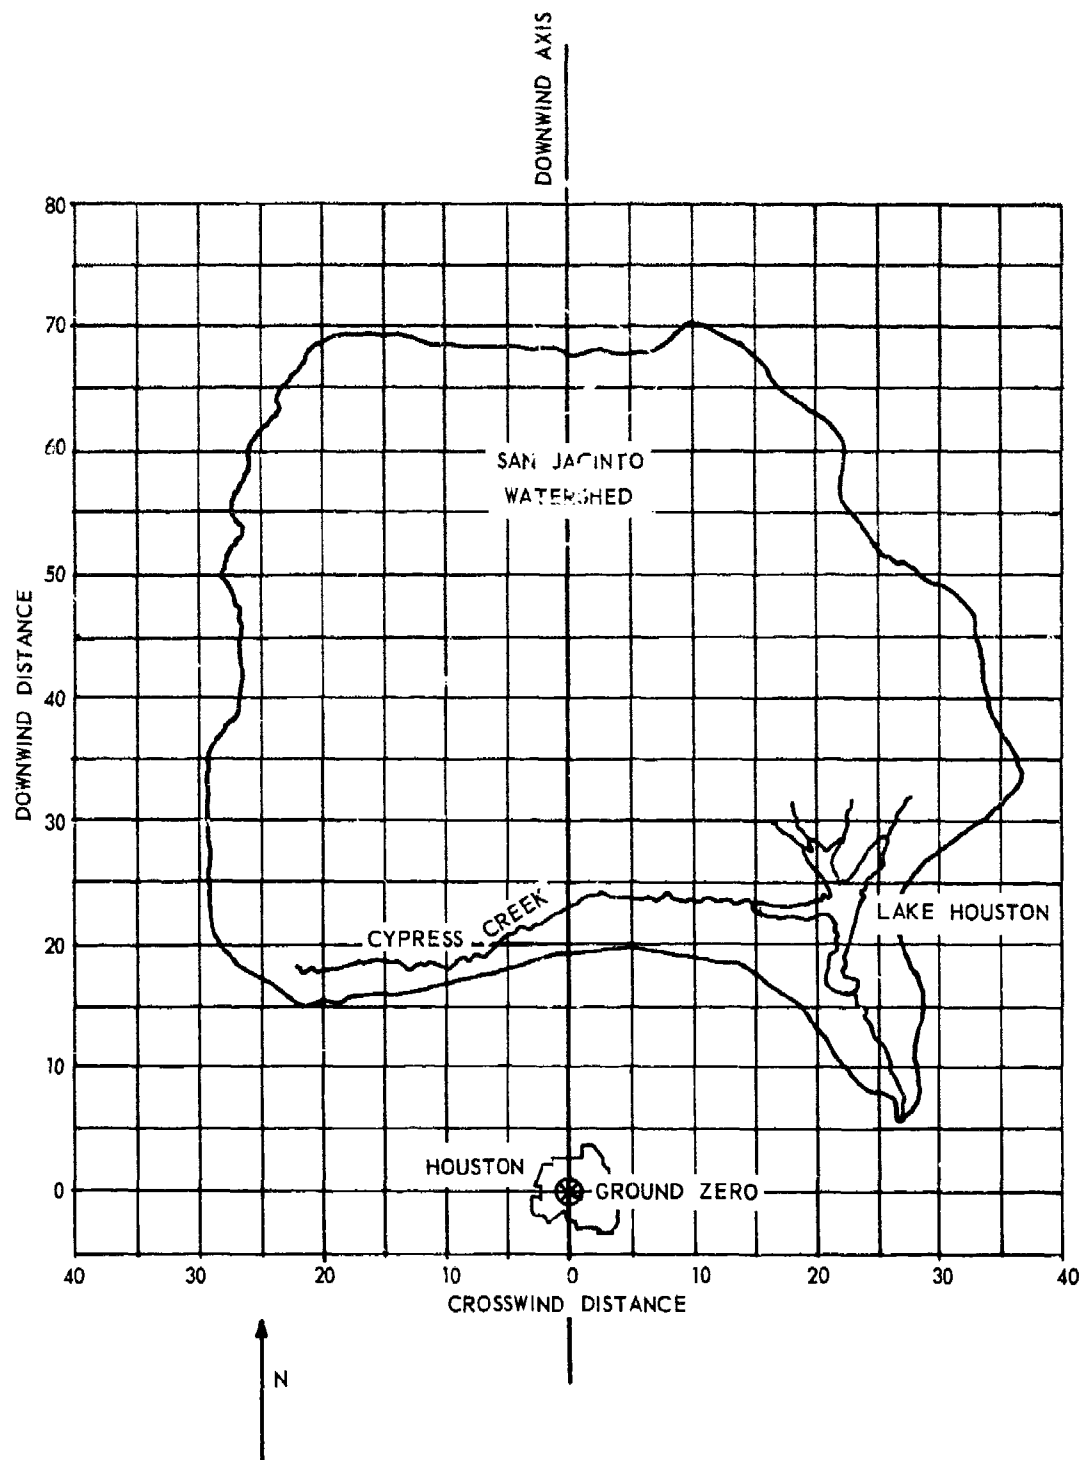 DOWNWIND AXIS
80
70
60
50
40
30
20
10
0
DOWNWIND DISTANCE
SAN JACINTO
WATERSHED
CYPRESS CREEK
LAKE HOUSTON
HOUSTON
GROUND ZERO
40 30 20 10 0 10 20 30 40
CROSSWIND DISTANCE
N